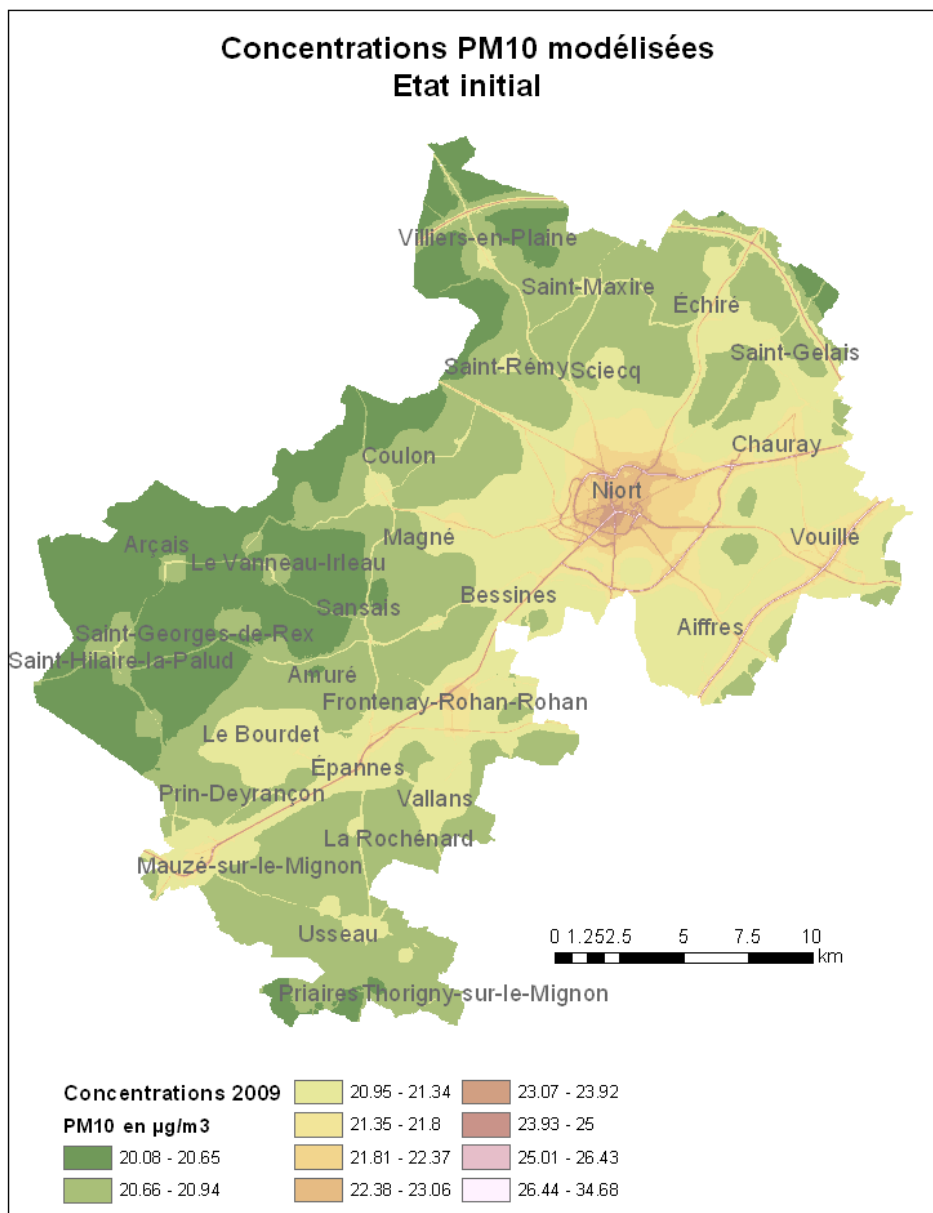 Concentrations PM10 modélisées
Etat initial
Villiers-en-Plaine
Saint-Maxire
Échiré
Saint-Gelais
Saint-Rémy
Sciecq
Chauray
Coulon
Niort
Magné
Vouillé
Arçais
Le Vanneau-Irleau
Bessines
Sansais
Aiffres
Saint-Georges-de-Rex
Saint-Hilaire-la-Palud
Amuré
Frontenay-Rohan-Rohan
Le Bourdet
Épannes
Prin-Deyrançon
Vallans
La Rochénard
Mauzé-sur-le-Mignon
Usseau
0 1.252.5 5 7.5 10
km
Priaires
Thorigny-sur-le-Mignon
Concentrations 2009
PM10 en µg/m3
20.08 - 20.65
20.66 - 20.94
20.95 - 21.34
21.35 - 21.8
21.81 - 22.37
22.38 - 23.06
23.07 - 23.92
23.93 - 25
25.01 - 26.43
26.44 - 34.68